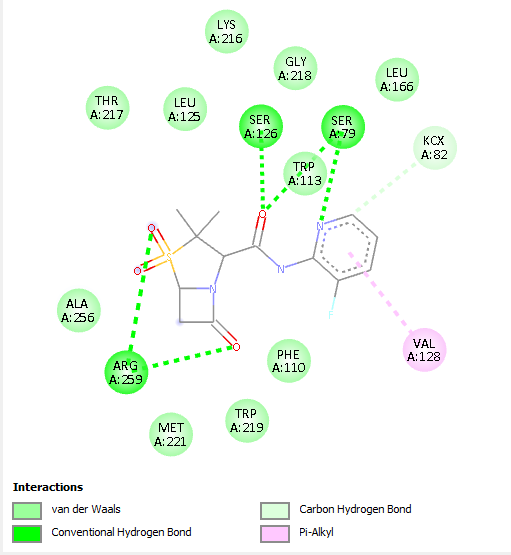 LYS
A:216
GLY
A:218
LEU
A:166
THR
A:217
LEU
A:125
SER
A:126
SER
A:79
KCX
A:82
TRP
A:113
O
O
N
O
S
N
N
O
F
ALA
A:256
ARG
A:259
PHE
A:110
VAL
A:128
MET
A:221
TRP
A:219
Interactions
van der Waals
Conventional Hydrogen Bond
Carbon Hydrogen Bond
Pi-Alkyl